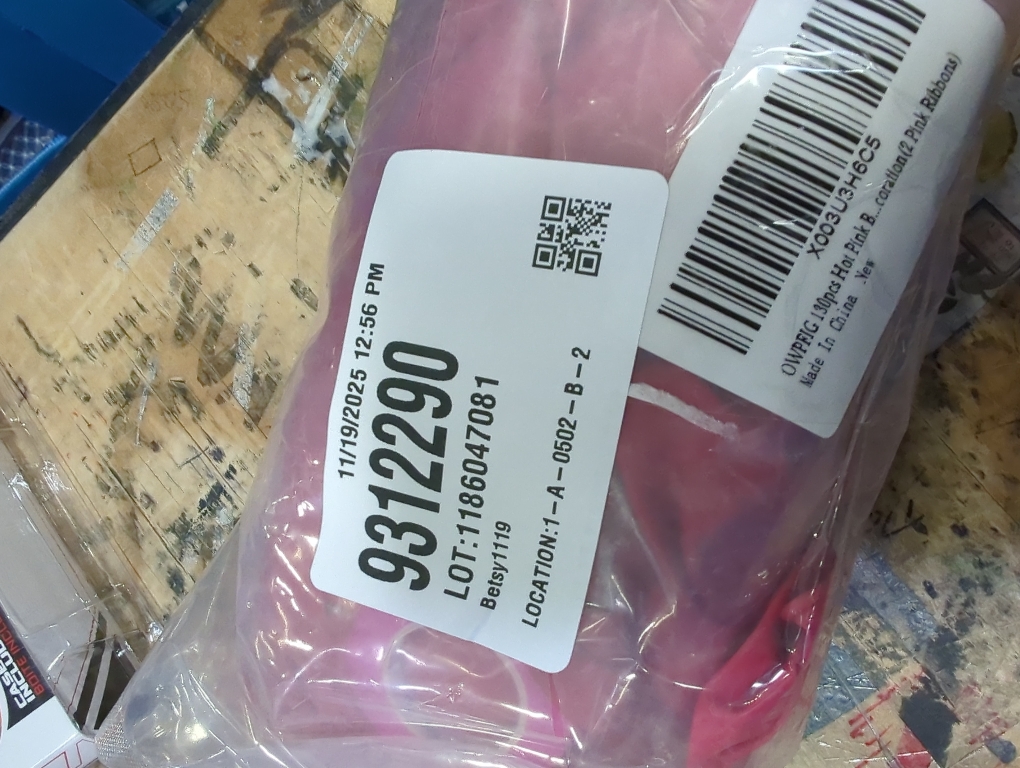 11/19/2025 12:56 PM
9312290
LOT:1186047081
Betsy1119
LOCATION:1-A-0502-B-2
X003U3H6C5
OWPFIG 130pcs Hot Pink B...coration(2 Pink Ribbons)
Made In China New